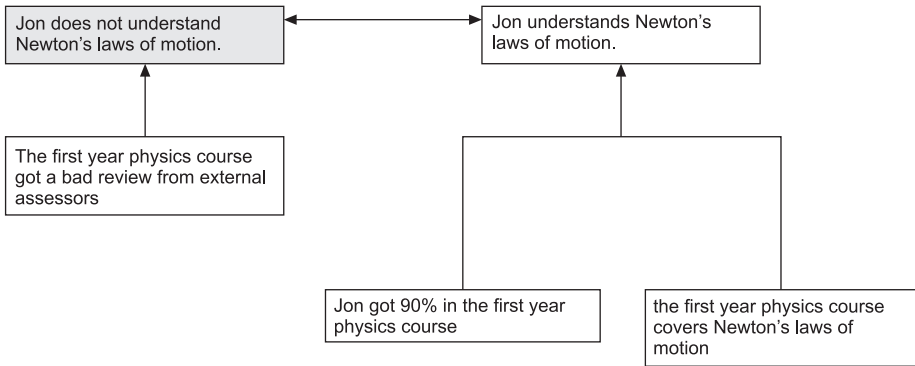 Jon does not understand
Newton’s laws of motion.
Jon understands Newton’s
laws of motion.
The first year physics course
got a bad review from external
assessors
Jon got 90% in the first year
physics course
the first year physics course
covers Newton’s laws of
motion